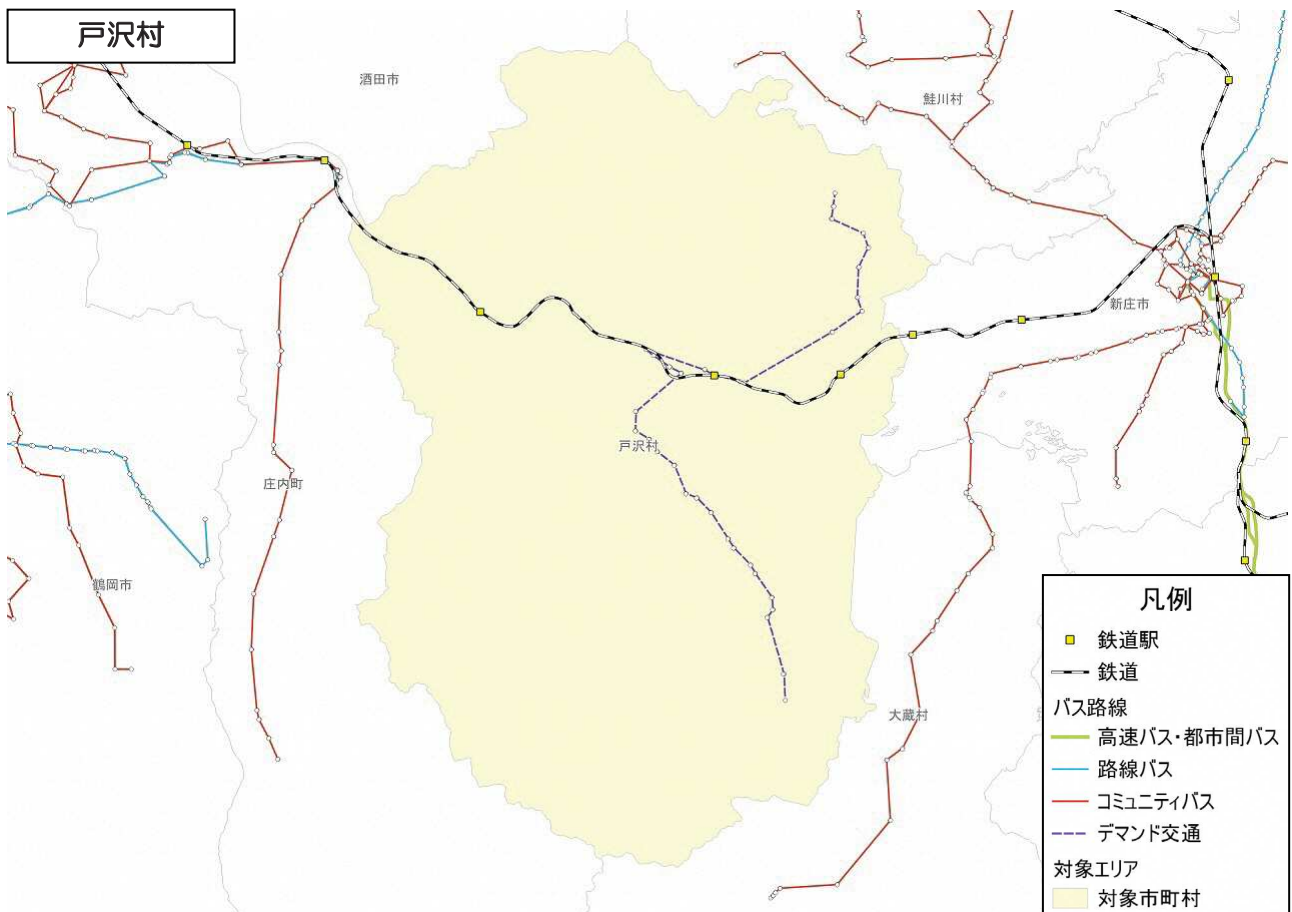 戸沢村
酒田市
鮭川村
新庄市
戸沢村
庄内町
鶴岡市
大蔵村
凡例
鉄道駅
鉄道
バス路線
高速バス・都市間バス
路線バス
コミュニティバス
デマンド交通
対象エリア
対象市町村